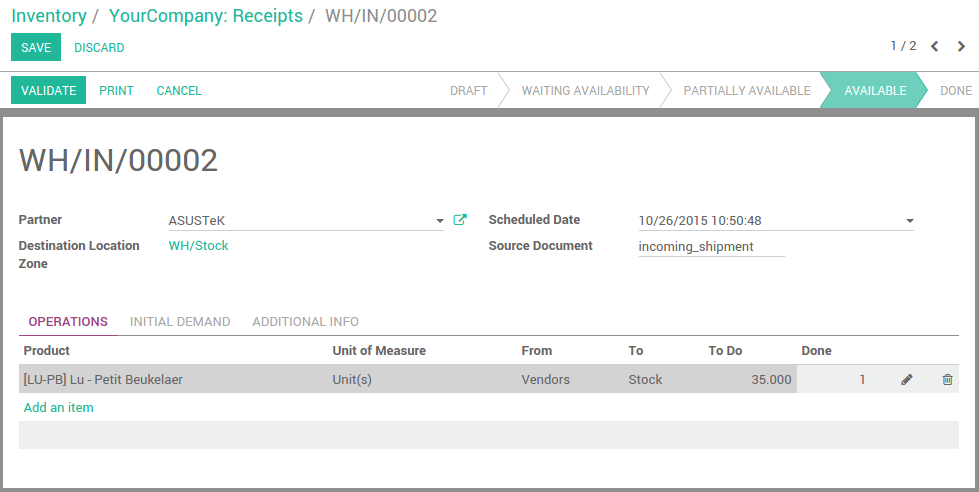 Inventory / YourCompany: Receipts / WH/IN/00002
SAVE DISCARD 1 / 2
VALIDATE PRINT CANCEL DRAFT WAITING AVAILABILITY PARTIALLY AVAILABLE AVAILABLE DONE
WH/IN/00002
Partner ASUSTeK Scheduled Date 10/26/2015 10:50:48
Destination Location WH/Stock Source Document incoming_shipment
Zone
OPERATIONS INITIAL DEMAND ADDITIONAL INFO
Product Unit of Measure From To To Do Done
[LU-PB] Lu - Petit Beukelaer Unit(s) Vendors Stock 35.000 1
Add an item